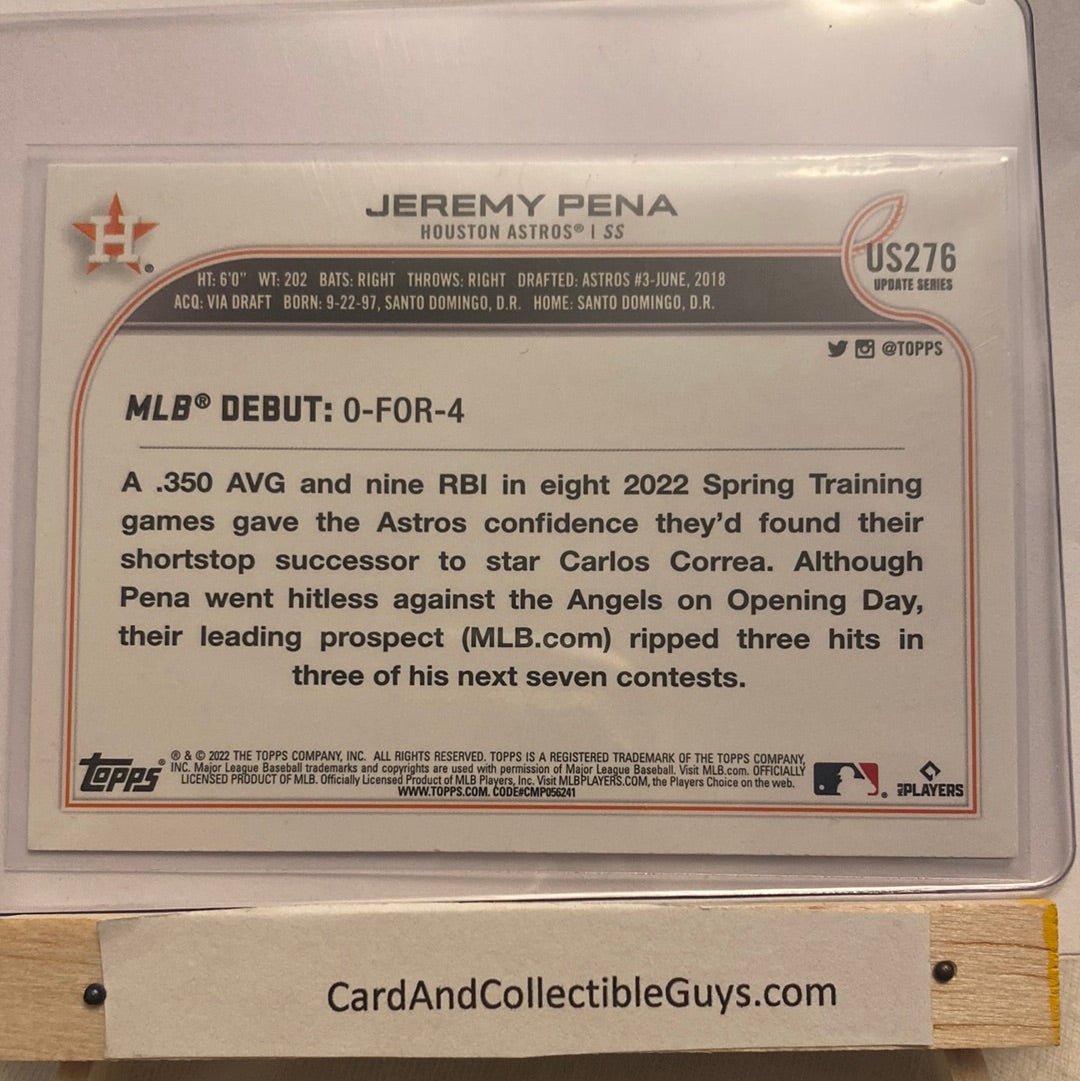 H
JEREMY PENA
HOUSTON ASTROS® | SS
US276
UPDATE SERIES
HT: 6'0" WT: 202 BATS: RIGHT THROWS: RIGHT DRAFTED: ASTROS #3-JUNE, 2018
ACQ: VIA DRAFT BORN: 9-22-97, SANTO DOMINGO, D.R. HOME: SANTO DOMINGO, D.R.
@TOPPS
MLB® DEBUT: 0-FOR-4
A .350 AVG and nine RBI in eight 2022 Spring Training
games gave the Astros confidence they'd found their
shortstop successor to star Carlos Correa. Although
Pena went hitless against the Angels on Opening Day,
their leading prospect (MLB.com) ripped three hits in
three of his next seven contests.
topps®
® & © 2022 THE TOPPS COMPANY, INC. ALL RIGHTS RESERVED. TOPPS IS A REGISTERED TRADEMARK OF THE TOPPS COMPANY,
INC. Major League Baseball trademarks and copyrights are used with permission of Major League Baseball. Visit MLB.com. OFFICIALLY
LICENSED PRODUCT OF MLB. Officially Licensed Product of MLB Players, Inc. Visit MLBPLAYERS.COM, the Players Choice on the web.
WWW.TOPPS.COM. CODE#CMP056241
MLB PLAYERS
CardAndCollectibleGuys.com